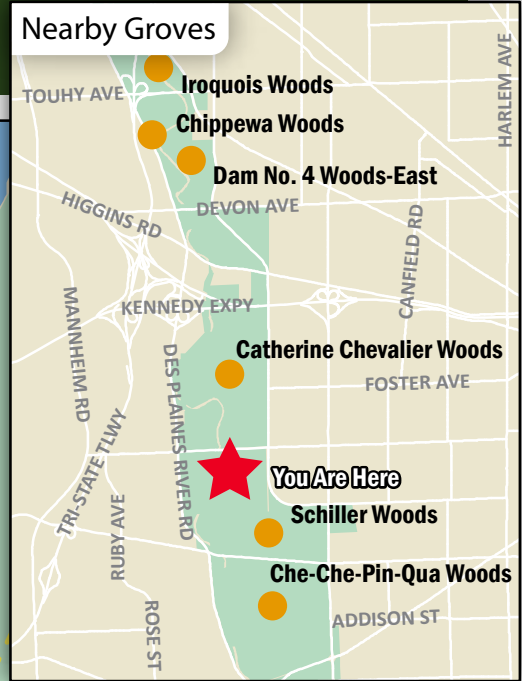 Nearby Groves
HARLEM AVE
Iroquois Woods
TOUHY AVE
Chippewa Woods
Dam No. 4 Woods-East
HIGGINS RD
DEVON AVE
CANFIELD RD
KENNEDY EXPY
MANNHEIM RD
DES PLAINES RIVER RD
Catherine Chevalier Woods
FOSTER AVE
TRI-STATE TLWY
You Are Here
RUBY AVE
Schiller Woods
Che-Che-Pin-Qua Woods
ROSE ST
ADDISON ST